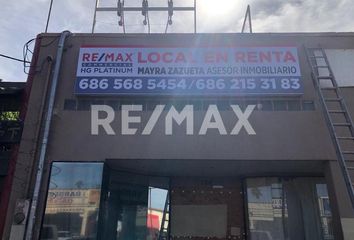 RE/MAX LOCAL EN RENTA
COMMERCIAL
HG PLATINUM MAYRA ZAZUETA ASESOR INMOBILIARIO
686 568 5454 / 686 215 31 83
RE/MAX